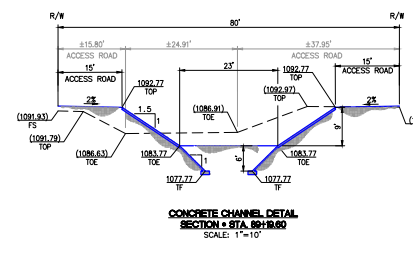 R/W R/W
80'
±15.80' ±24.91' ±37.95'
ACCESS ROAD ACCESS ROAD
15' 23' 15'
ACCESS ROAD ACCESS ROAD
1092.77 TOP
(1092.97) TOP
1092.77 TOP
2% 2%
1.5
1
(1086.91) TOE
(1091.93) FS
(1091.79) TOP
9'
(1086.63) TOE
1083.77 TOE
1
6'
1083.77 TOE
1077.77 TF
1077.77 TF
CONCRETE CHANNEL DETAIL
SECTION • STA. 89+19.60
SCALE: 1"=10'